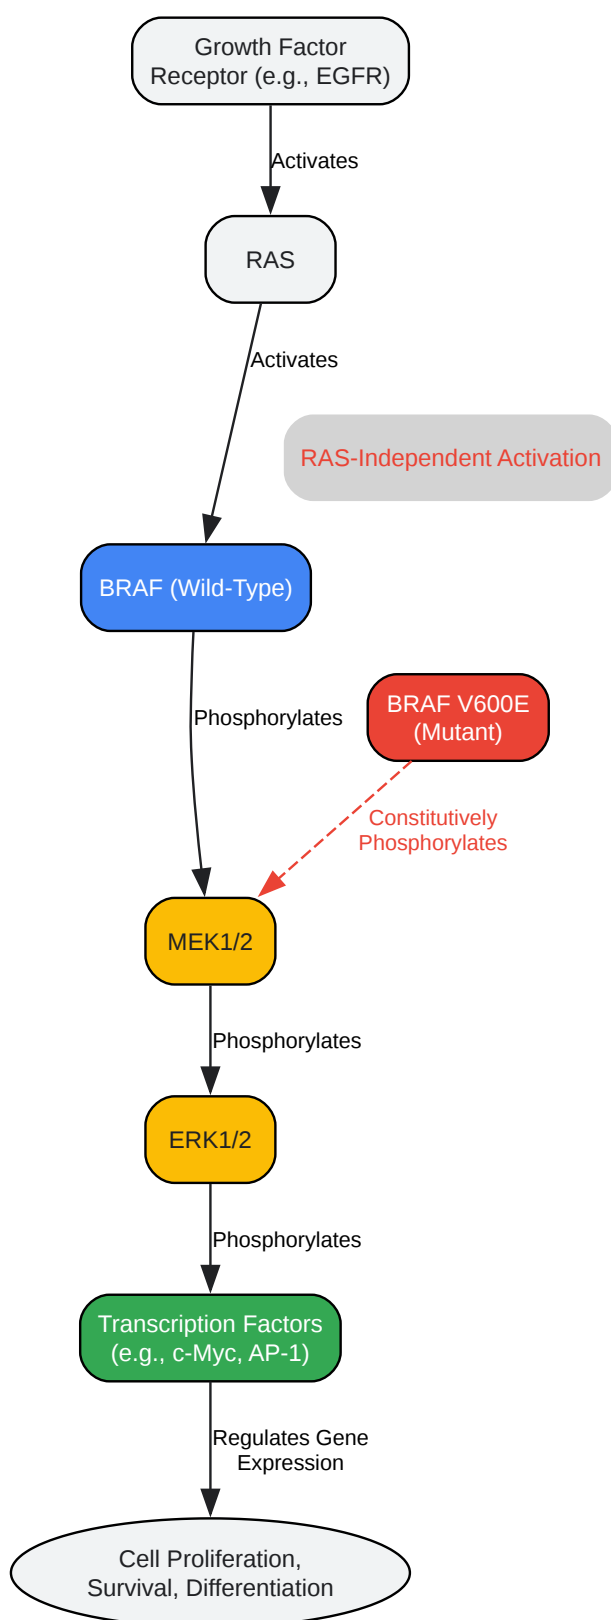 Growth Factor
Receptor (e.g., EGFR)
Activates
RAS
Activates
RAS-Independent Activation
BRAF (Wild-Type)
BRAF V600E
(Mutant)
Phosphorylates
Constitutively
Phosphorylates
MEK1/2
Phosphorylates
ERK1/2
Phosphorylates
Transcription Factors
(e.g., c-Myc, AP-1)
Regulates Gene
Expression
Cell Proliferation,
Survival, Differentiation